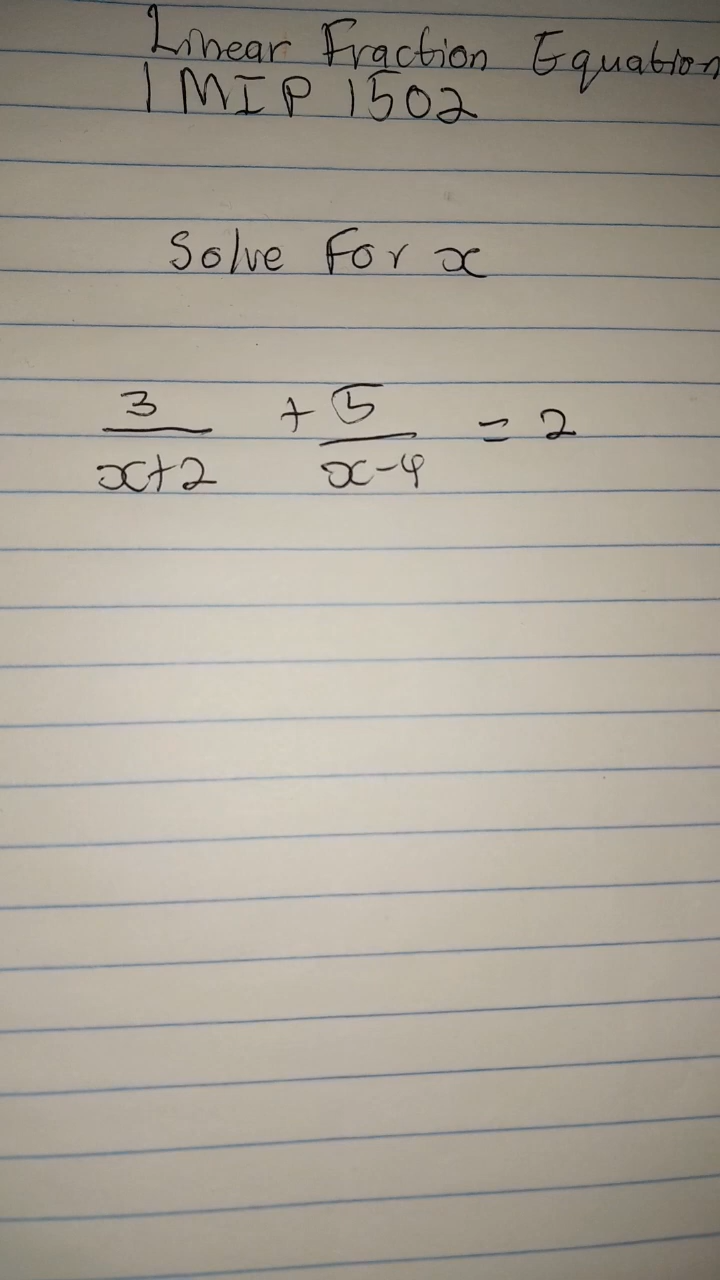 Linear Fraction Equation
1 MIP 1502
Solve For x
3/(x+2) + 5/(x-4) = 2